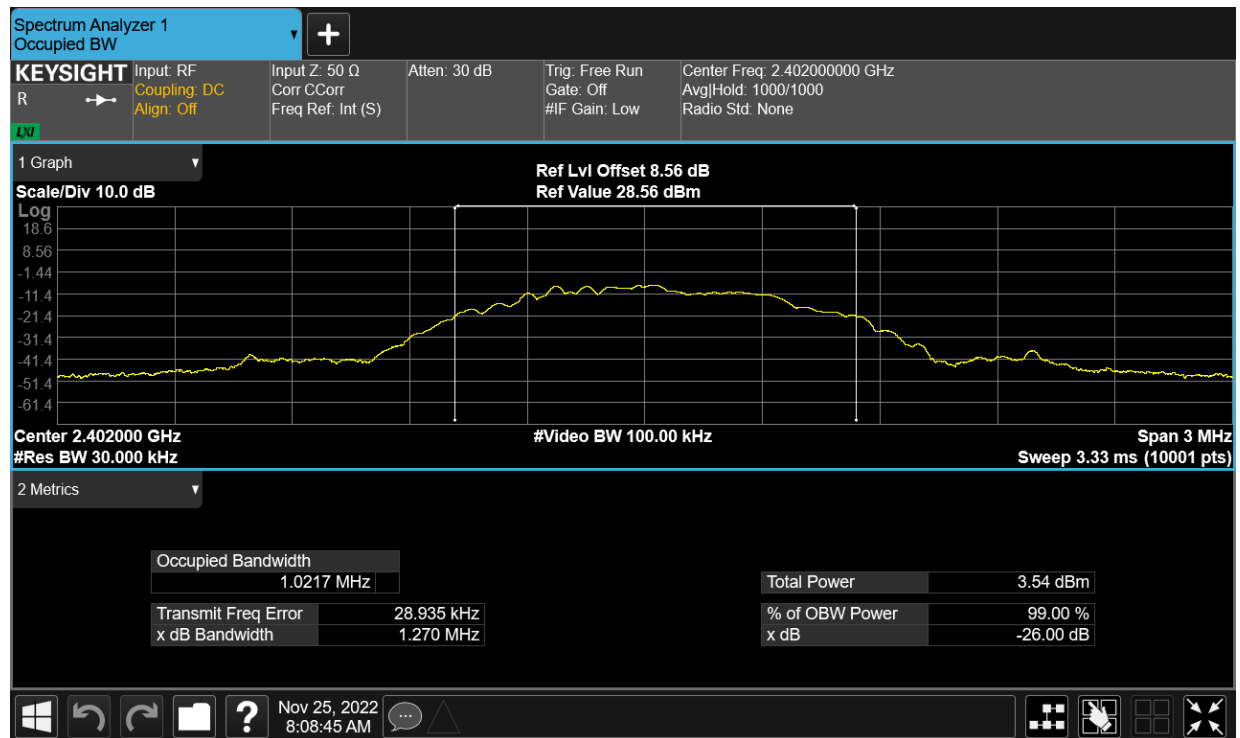 Spectrum Analyzer 1
Occupied BW
+
KEYSIGHT Input: RF Input Z: 50 Ω Atten: 30 dB Trig: Free Run Center Freq: 2.402000000 GHz
R Coupling: DC Corr CCorr Gate: Off Avg|Hold: 1000/1000
Align: Off Freq Ref: Int (S) #IF Gain: Low Radio Std: None
LXI
1 Graph
Ref Lvl Offset 8.56 dB
Scale/Div 10.0 dB Ref Value 28.56 dBm
Log
18.6
8.56
-1.44
-11.4
-21.4
-31.4
-41.4
-51.4
-61.4
Center 2.402000 GHz #Video BW 100.00 kHz Span 3 MHz
#Res BW 30.000 kHz Sweep 3.33 ms (10001 pts)
2 Metrics
Occupied Bandwidth
1.0217 MHz Total Power 3.54 dBm
Transmit Freq Error 28.935 kHz % of OBW Power 99.00 %
x dB Bandwidth 1.270 MHz x dB -26.00 dB
? Nov 25, 2022
8:08:45 AM